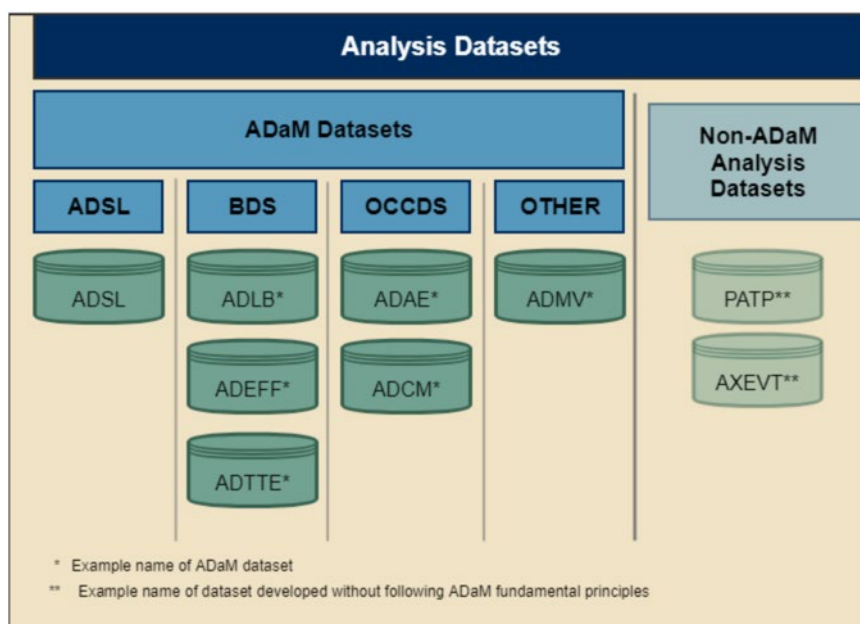 Analysis Datasets
ADaM Datasets
Non-ADaM
Analysis
Datasets
ADSL
BDS
OCCDS
OTHER
ADSL
ADLB*
ADAE*
ADMV*
PATP**
ADEFF*
ADCM*
AXEVT**
ADTTE*
* Example name of ADaM dataset
** Example name of dataset developed without following ADaM fundamental principles